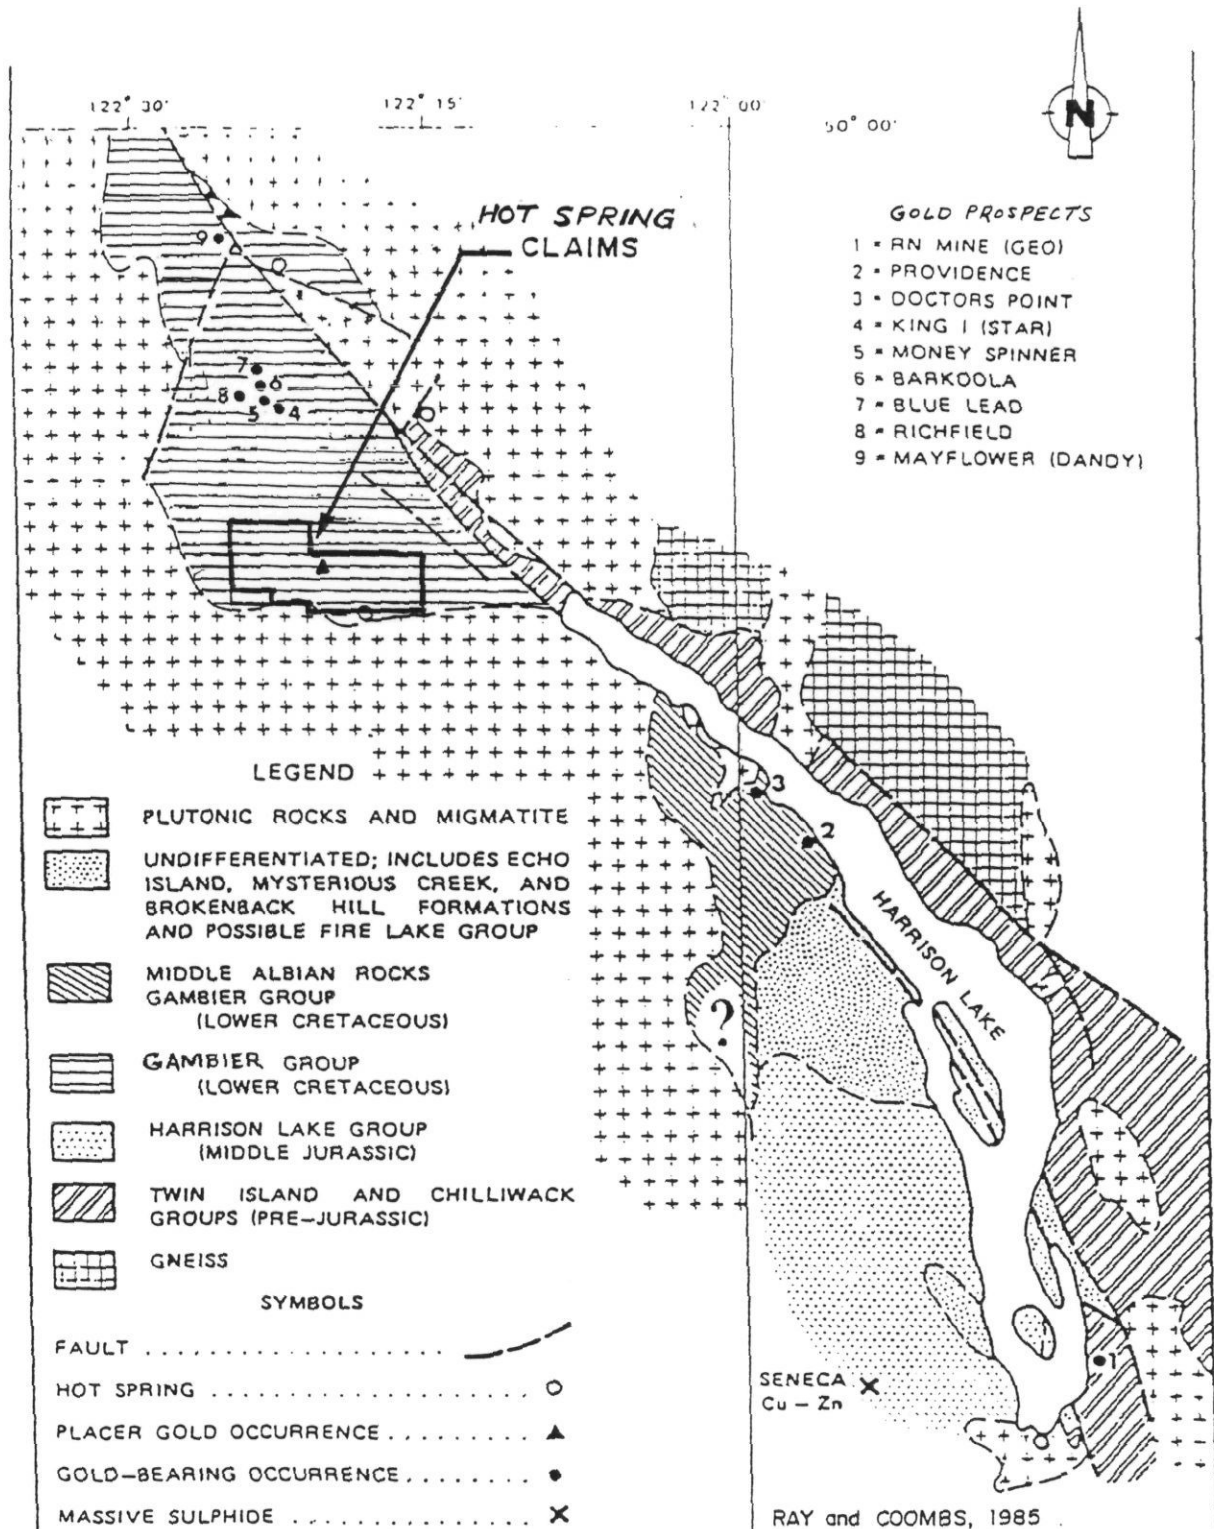 122° 30'
122° 15'
122° 00'
50° 00'
N
HOT SPRING
CLAIMS
GOLD PROSPECTS
1 = RN MINE (GEO)
2 = PROVIDENCE
3 = DOCTORS POINT
4 = KING I (STAR)
5 = MONEY SPINNER
6 = BARKOOLA
7 = BLUE LEAD
8 = RICHFIELD
9 = MAYFLOWER (DANDY)
9
7
6
8
5
4
3
2
HARRISON LAKE
?
1
SENECA
Cu – Zn
LEGEND
PLUTONIC ROCKS AND MIGMATITE
UNDIFFERENTIATED; INCLUDES ECHO
ISLAND, MYSTERIOUS CREEK, AND
BROKENBACK HILL FORMATIONS
AND POSSIBLE FIRE LAKE GROUP
MIDDLE ALBIAN ROCKS
GAMBIER GROUP
(LOWER CRETACEOUS)
GAMBIER GROUP
(LOWER CRETACEOUS)
HARRISON LAKE GROUP
(MIDDLE JURASSIC)
TWIN ISLAND AND CHILLIWACK
GROUPS (PRE–JURASSIC)
GNEISS
SYMBOLS
FAULT . . . . . . . . . . . . . . . . . . . . . .
HOT SPRING . . . . . . . . . . . . . . . . . . . . . . . .
PLACER GOLD OCCURRENCE . . . . . . . . . .
GOLD–BEARING OCCURRENCE . . . . . . . .
MASSIVE SULPHIDE . . . . . . . . . . . . . . . . . .
RAY and COOMBS, 1985